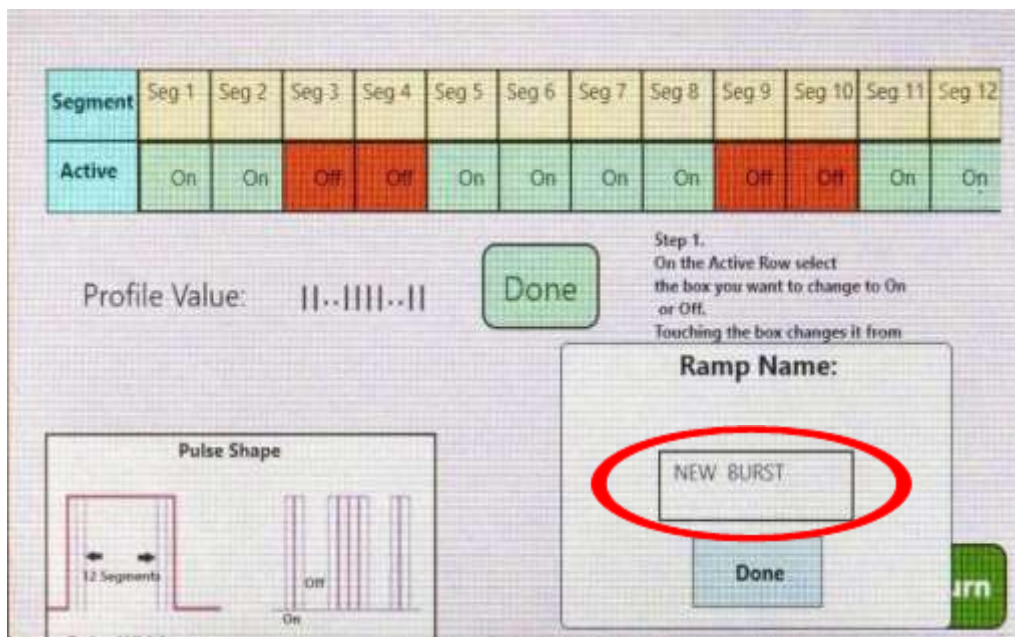 Segment Seg 1 Seg 2 Seg 3 Seg 4 Seg 5 Seg 6 Seg 7 Seg 8 Seg 9 Seg 10 Seg 11 Seg 12
Active On On Off Off On On On On Off Off On On
Profile Value: ||..||||..||
Done
Step 1.
On the Active Row select
the box you want to change to On
or Off.
Touching the box changes it from
Ramp Name:
NEW BURST
Done
urn
Pulse Shape
12 Segments
Off
On